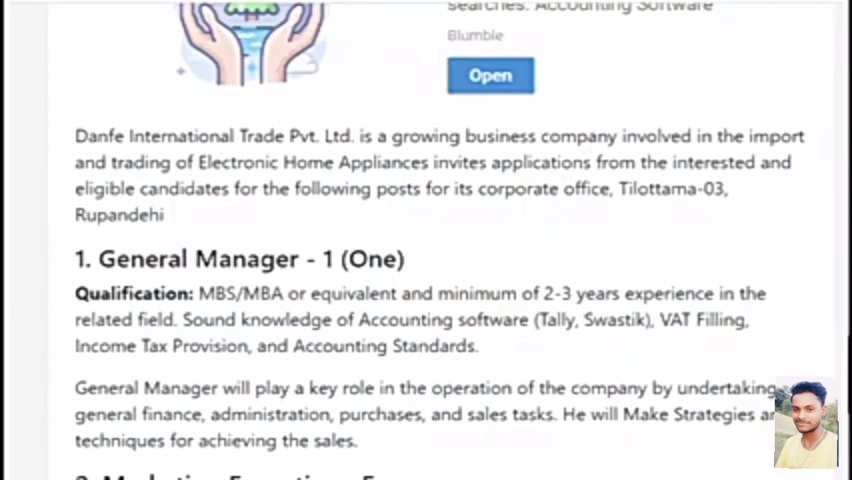 searches. Accounting Software
Blumble
Open
Danfe International Trade Pvt. Ltd. is a growing business company involved in the import
and trading of Electronic Home Appliances invites applications from the interested and
eligible candidates for the following posts for its corporate office, Tilottama-03,
Rupandehi
1. General Manager - 1 (One)
Qualification: MBS/MBA or equivalent and minimum of 2-3 years experience in the
related field. Sound knowledge of Accounting software (Tally, Swastik), VAT Filling,
Income Tax Provision, and Accounting Standards.
General Manager will play a key role in the operation of the company by undertaking
general finance, administration, purchases, and sales tasks. He will Make Strategies
techniques for achieving the sales.